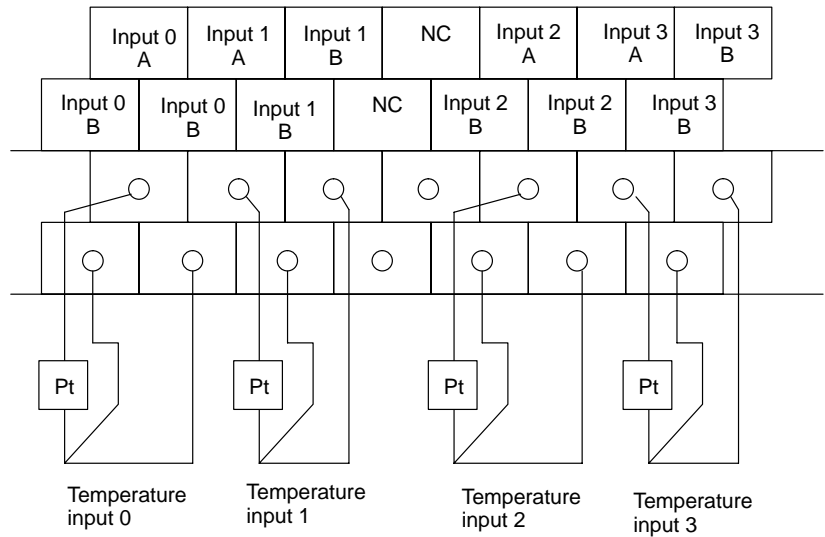 Input 0 Input 1 Input 1 NC Input 2 Input 3 Input 3
A A B A A B
Input 0 Input 0 Input 1 NC Input 2 Input 2 Input 3
B B B B B B
Pt Pt Pt Pt
Temperature Temperature Temperature Temperature
input 0 input 1 input 2 input 3